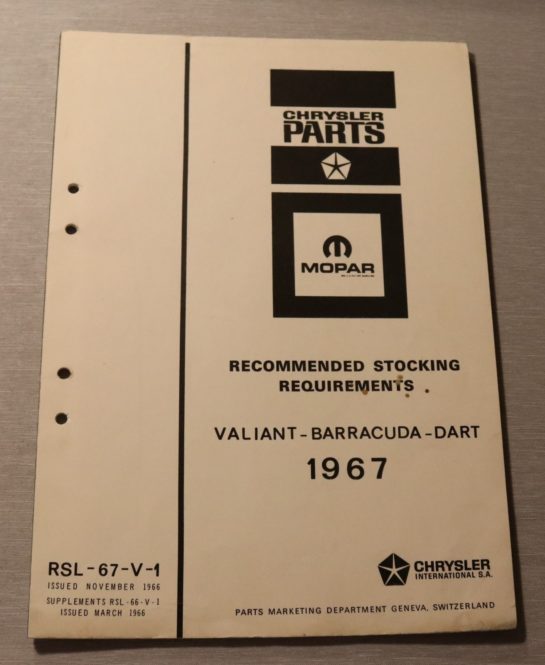 CHRYSLER
PARTS
MOPAR
RECOMMENDED STOCKING
REQUIREMENTS
VALIANT-BARRACUDA-DART
1967
RSL-67-V-1
ISSUED NOVEMBER 1966
SUPPLEMENTS RSL-66-V-1
ISSUED MARCH 1966
CHRYSLER
INTERNATIONAL S.A.
PARTS MARKETING DEPARTMENT GENEVA, SWITZERLAND